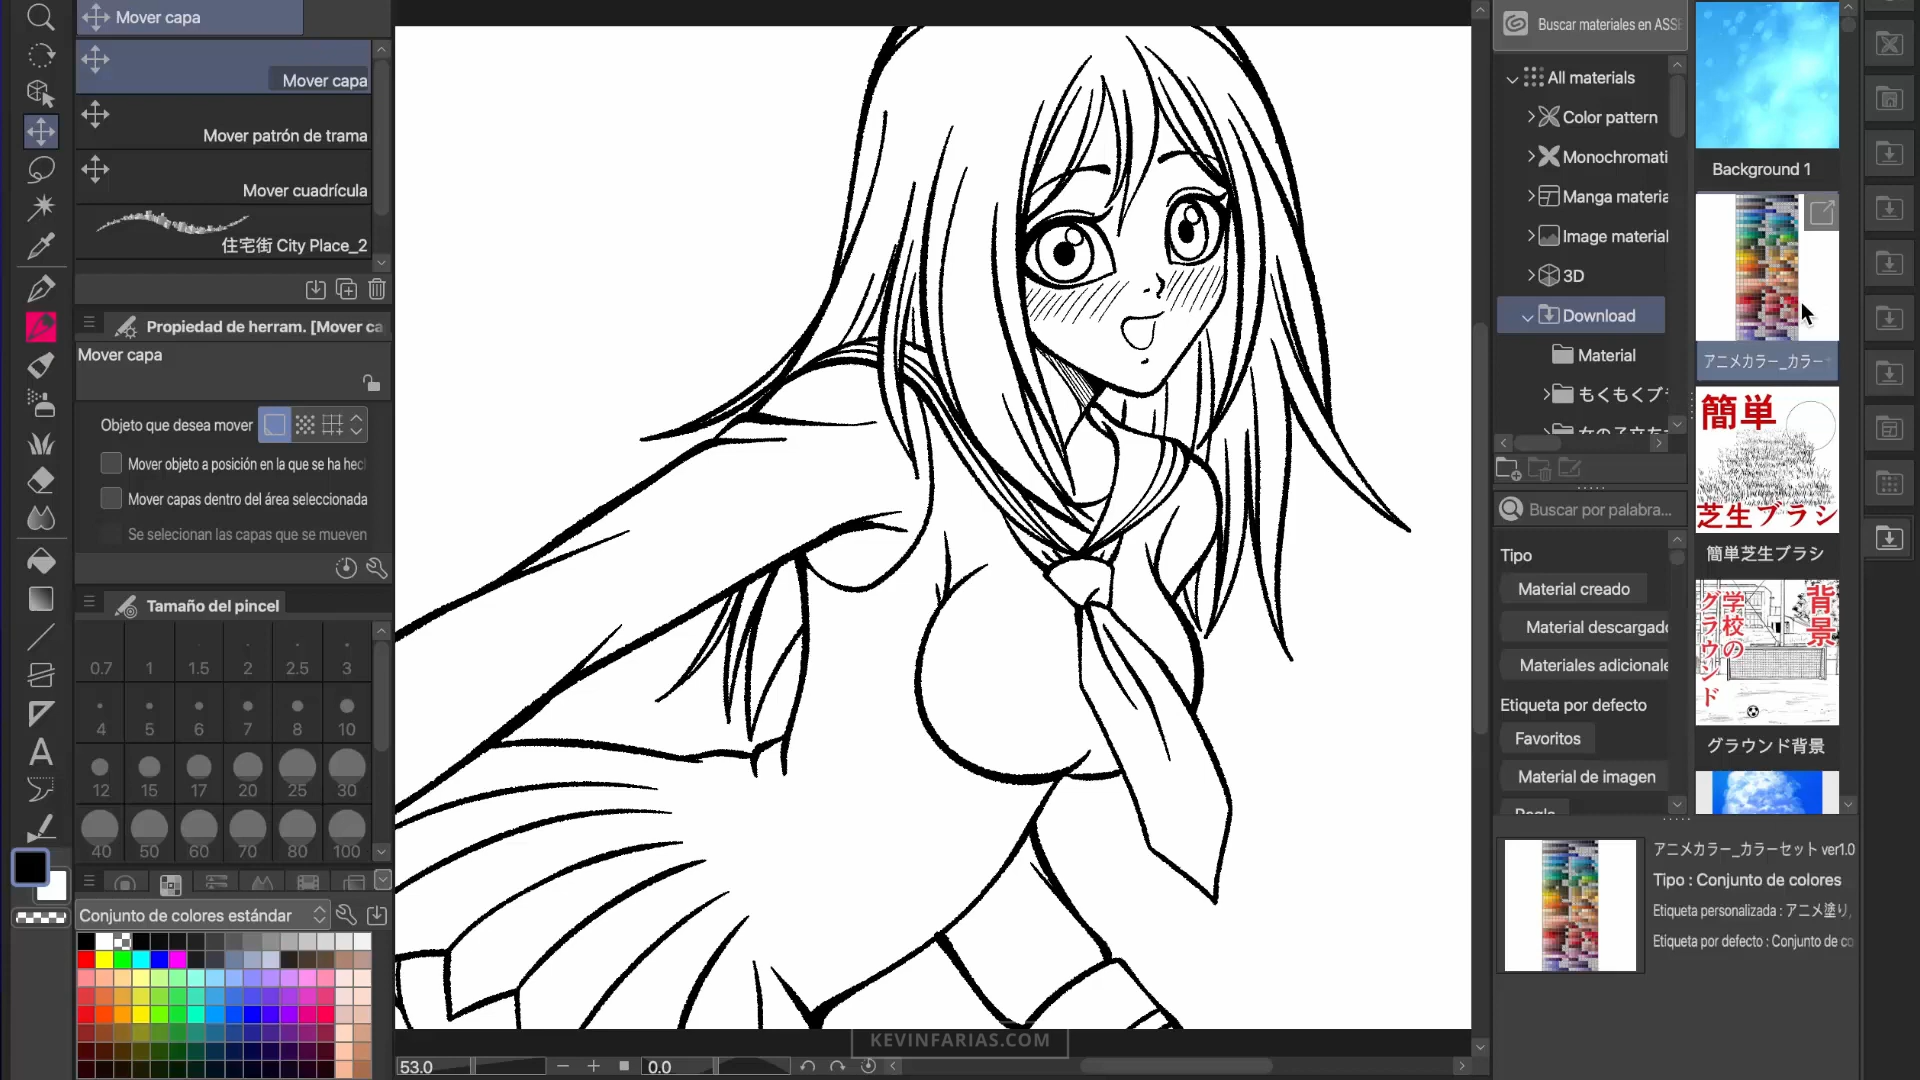 Mover capa
Mover capa
Mover patrón de trama
Mover cuadrícula
住宅街 City Place_2
Propiedad de herram. [Mover ca
Mover capa
Objeto que desea mover
Mover objeto a posición en la que se ha hec
Mover capas dentro del área seleccionada
Se selecionan las capas que se mueven
Tamaño del pincel
0.7 1 1.5 2 2.5 3
4 5 6 7 8 10
12 15 17 20 25 30
40 50 60 70 80 100
Conjunto de colores estándar
53.0
0.0
KEVINFARIAS.COM
Buscar materiales en ASSE
All materials
Color pattern
Monochromati
Manga materia
Image material
3D
Download
Material
もくもくブ
Buscar por palabra...
Tipo
Material creado
Material descargado
Materiales adicionale
Etiqueta por defecto
Favoritos
Material de imagen
Background 1
アニメカラー_カラー
簡単
芝生ブラシ
簡単芝生ブラシ
背景
学校の
グラウンド
グラウンド背景
アニメカラー_カラーセット ver1.0
Tipo : Conjunto de colores
Etiqueta personalizada : アニメ塗り,
Etiqueta por defecto : Conjunto de co